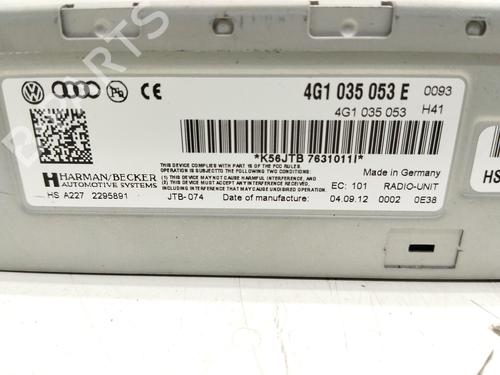 4G1 035 053 E 0093
4G1 035 053 H41
*K56JTB 7631011I*
THIS DEVICE COMPLIES WITH PART 15 OF THE FCC RULES.
OPERATION IS SUBJECTED TO THE FOLLOWING TWO CONDITIONS:
(1) THIS DEVICE MAY NOT CAUSE HARMFUL INTERFERENCE, AND
(2) THIS DEVICE MUST ACCEPT ANY INTERFERENCE RECEIVED,
INCLUDING INTERFERENCE THAT MAY CAUSE UNDESIRED OPERATION.
Made in Germany
EC: 101 RADIO-UNIT
HARMAN/BECKER
AUTOMOTIVE SYSTEMS
HS A227 2295891
JTB-074 Date of manufacture: 04.09.12 0002 0E38
HS
B-PARTS